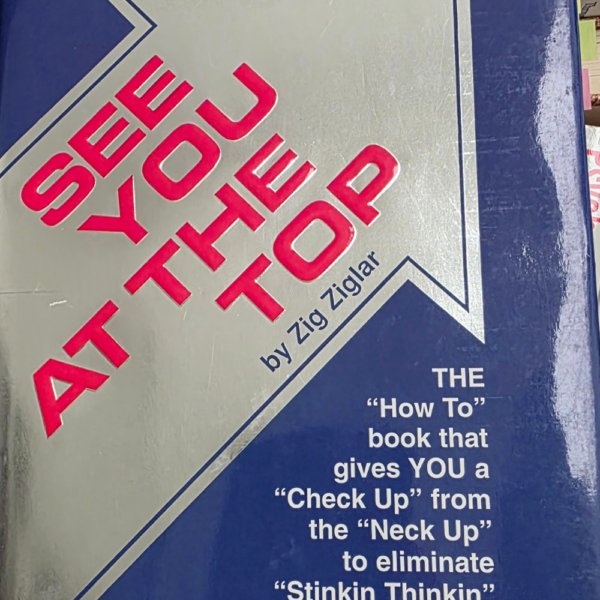 SEE
YOU
AT THE
TOP
by Zig Ziglar
THE
“How To”
book that
gives YOU a
“Check Up” from
the “Neck Up”
to eliminate
“Stinkin Thinkin”